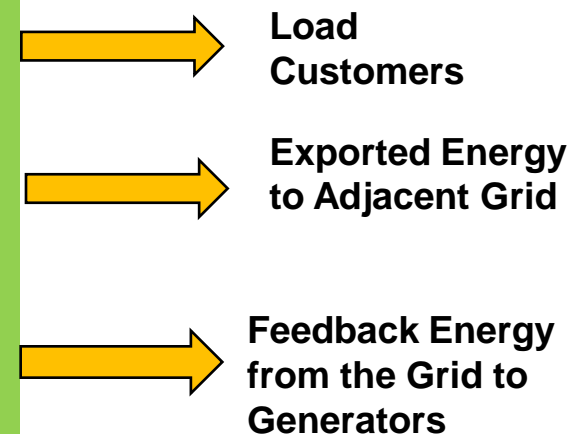 Load
Customers
Exported Energy
to Adjacent Grid
Feedback Energy
from the Grid to
Generators